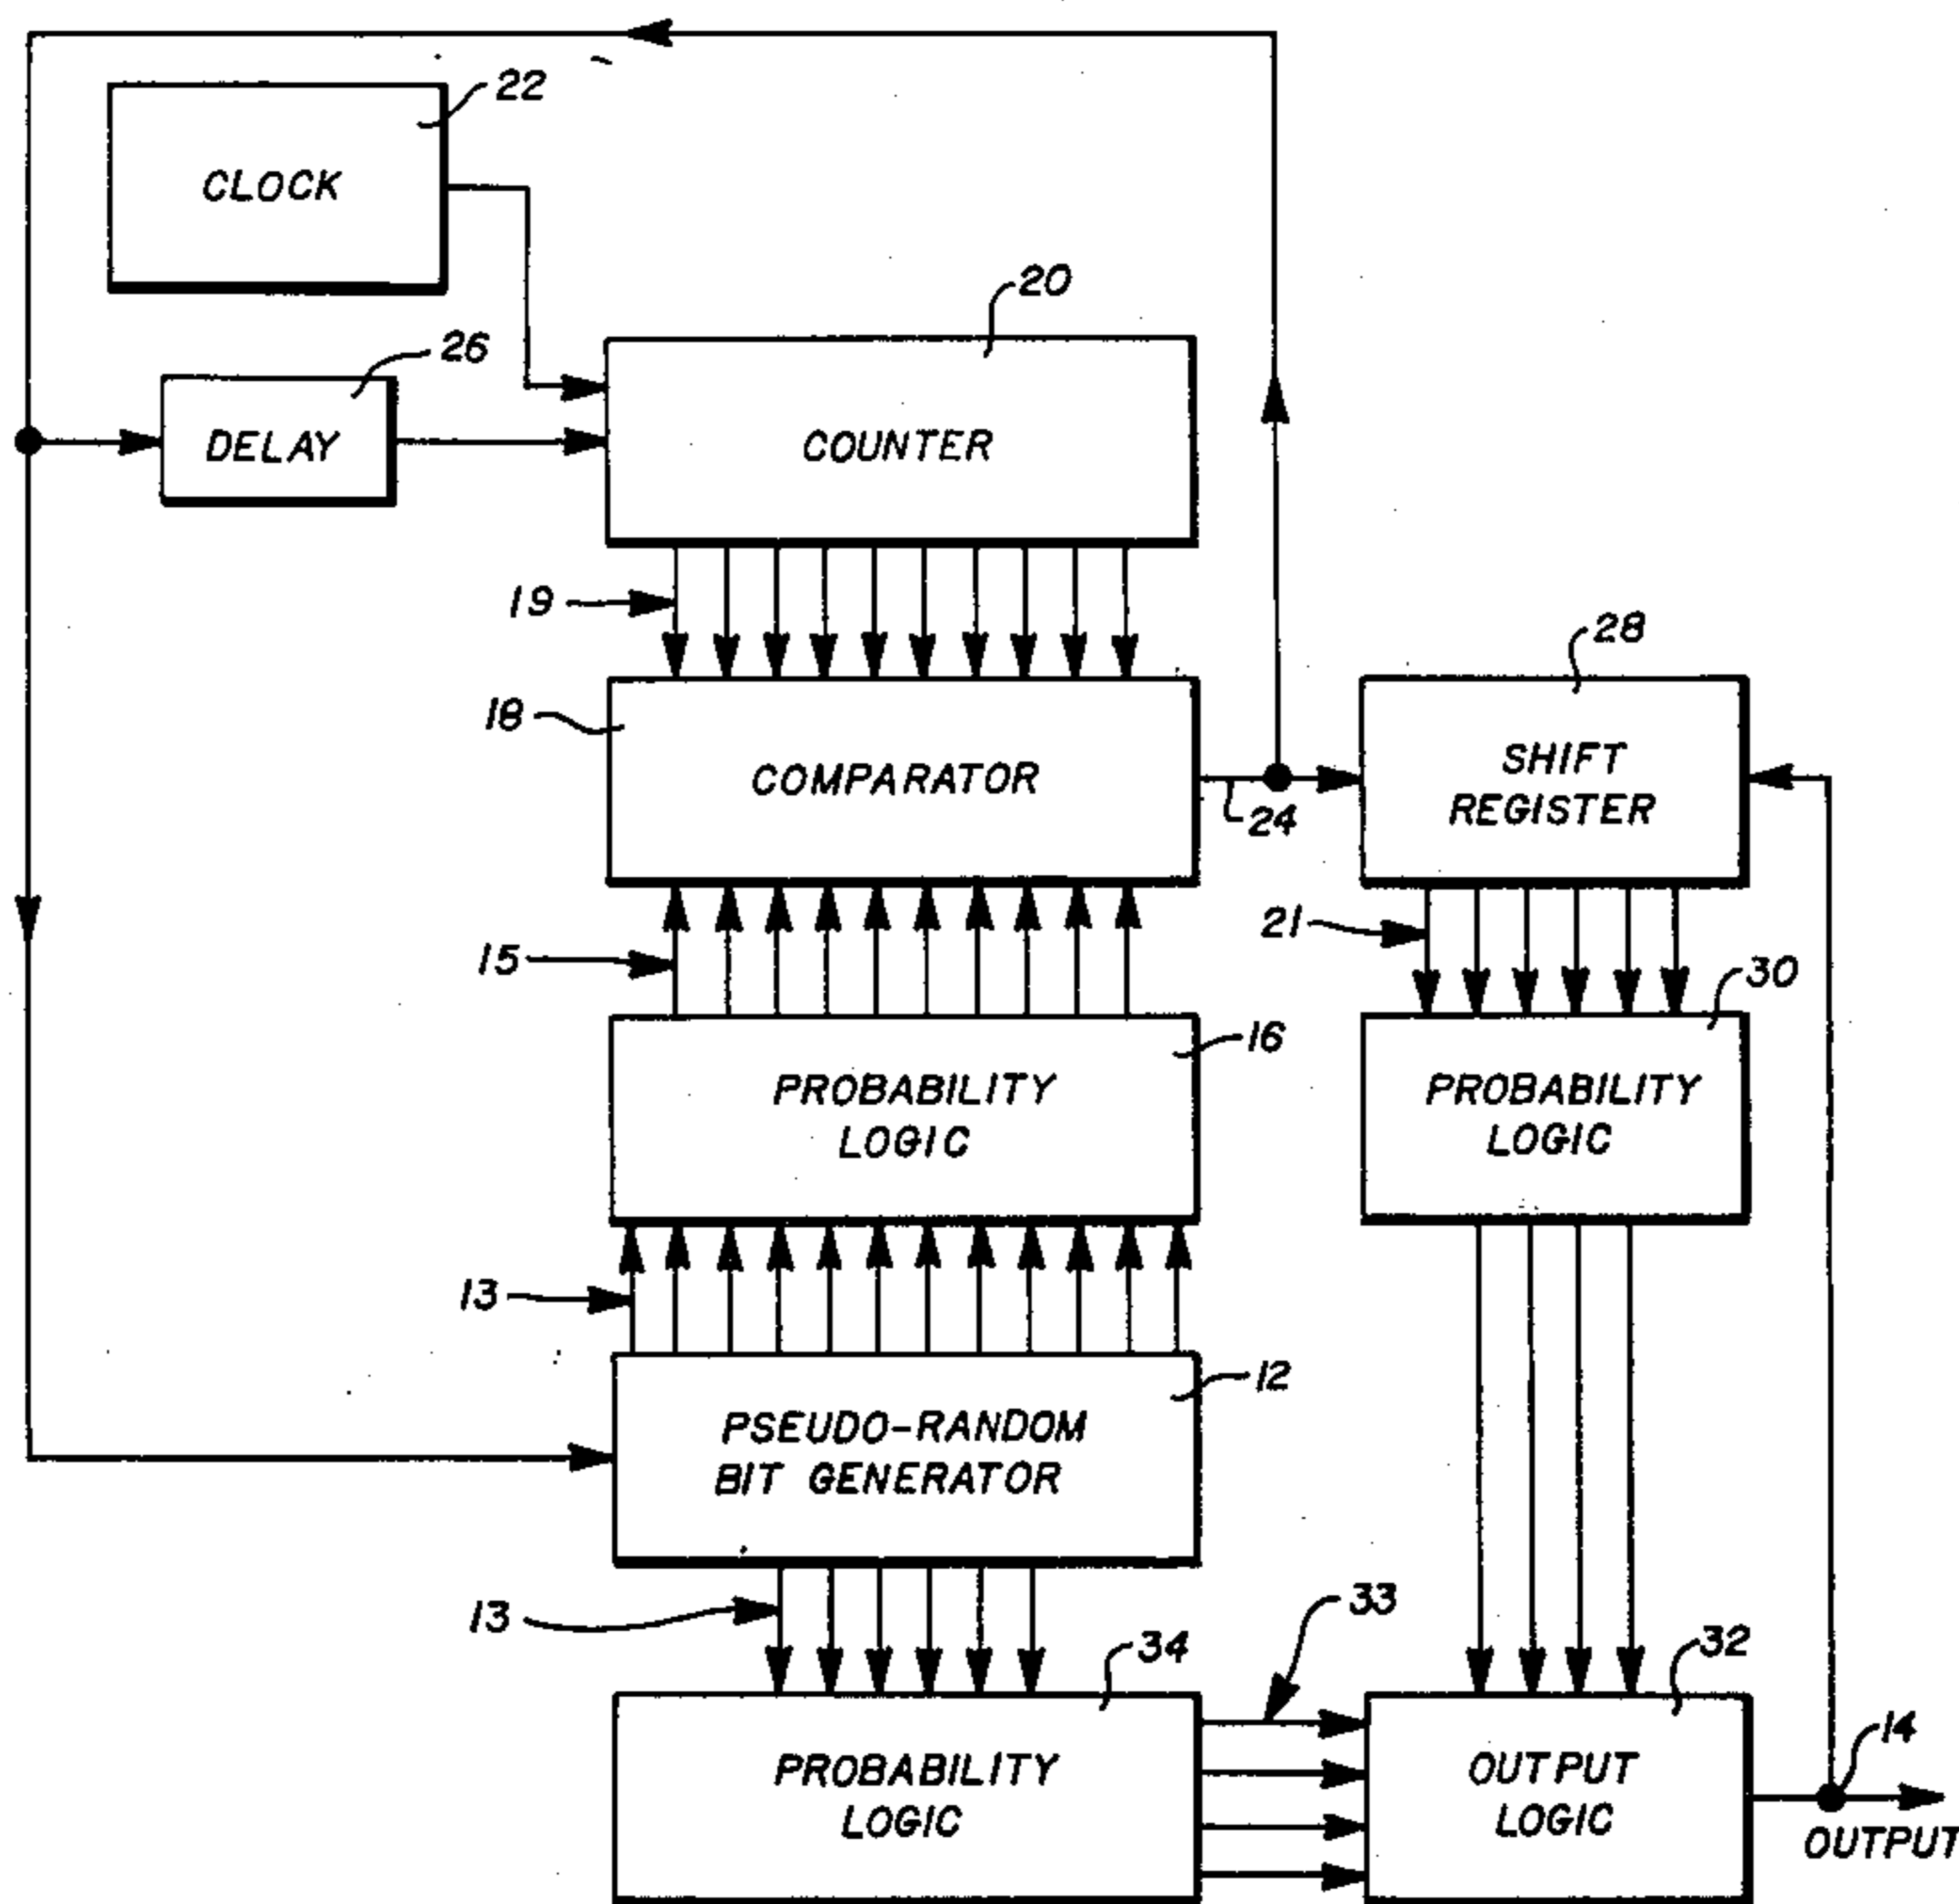 22
CLOCK
20
26
DELAY
COUNTER
19
28
18
COMPARATOR
SHIFT
REGISTER
24
21
15
30
16
PROBABILITY
LOGIC
PROBABILITY
LOGIC
13
12
PSEUDO-RANDOM
BIT GENERATOR
13
33
34
32
14
PROBABILITY
LOGIC
OUTPUT
LOGIC
OUTPUT